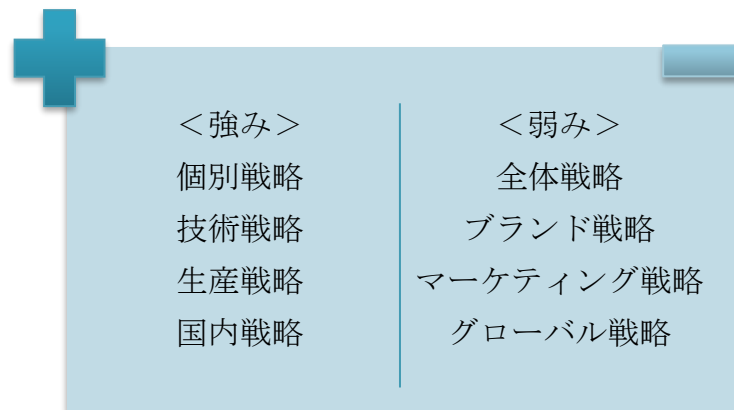 ＜強み＞
個別戦略
技術戦略
生産戦略
国内戦略
＜弱み＞
全体戦略
ブランド戦略
マーケティング戦略
グローバル戦略